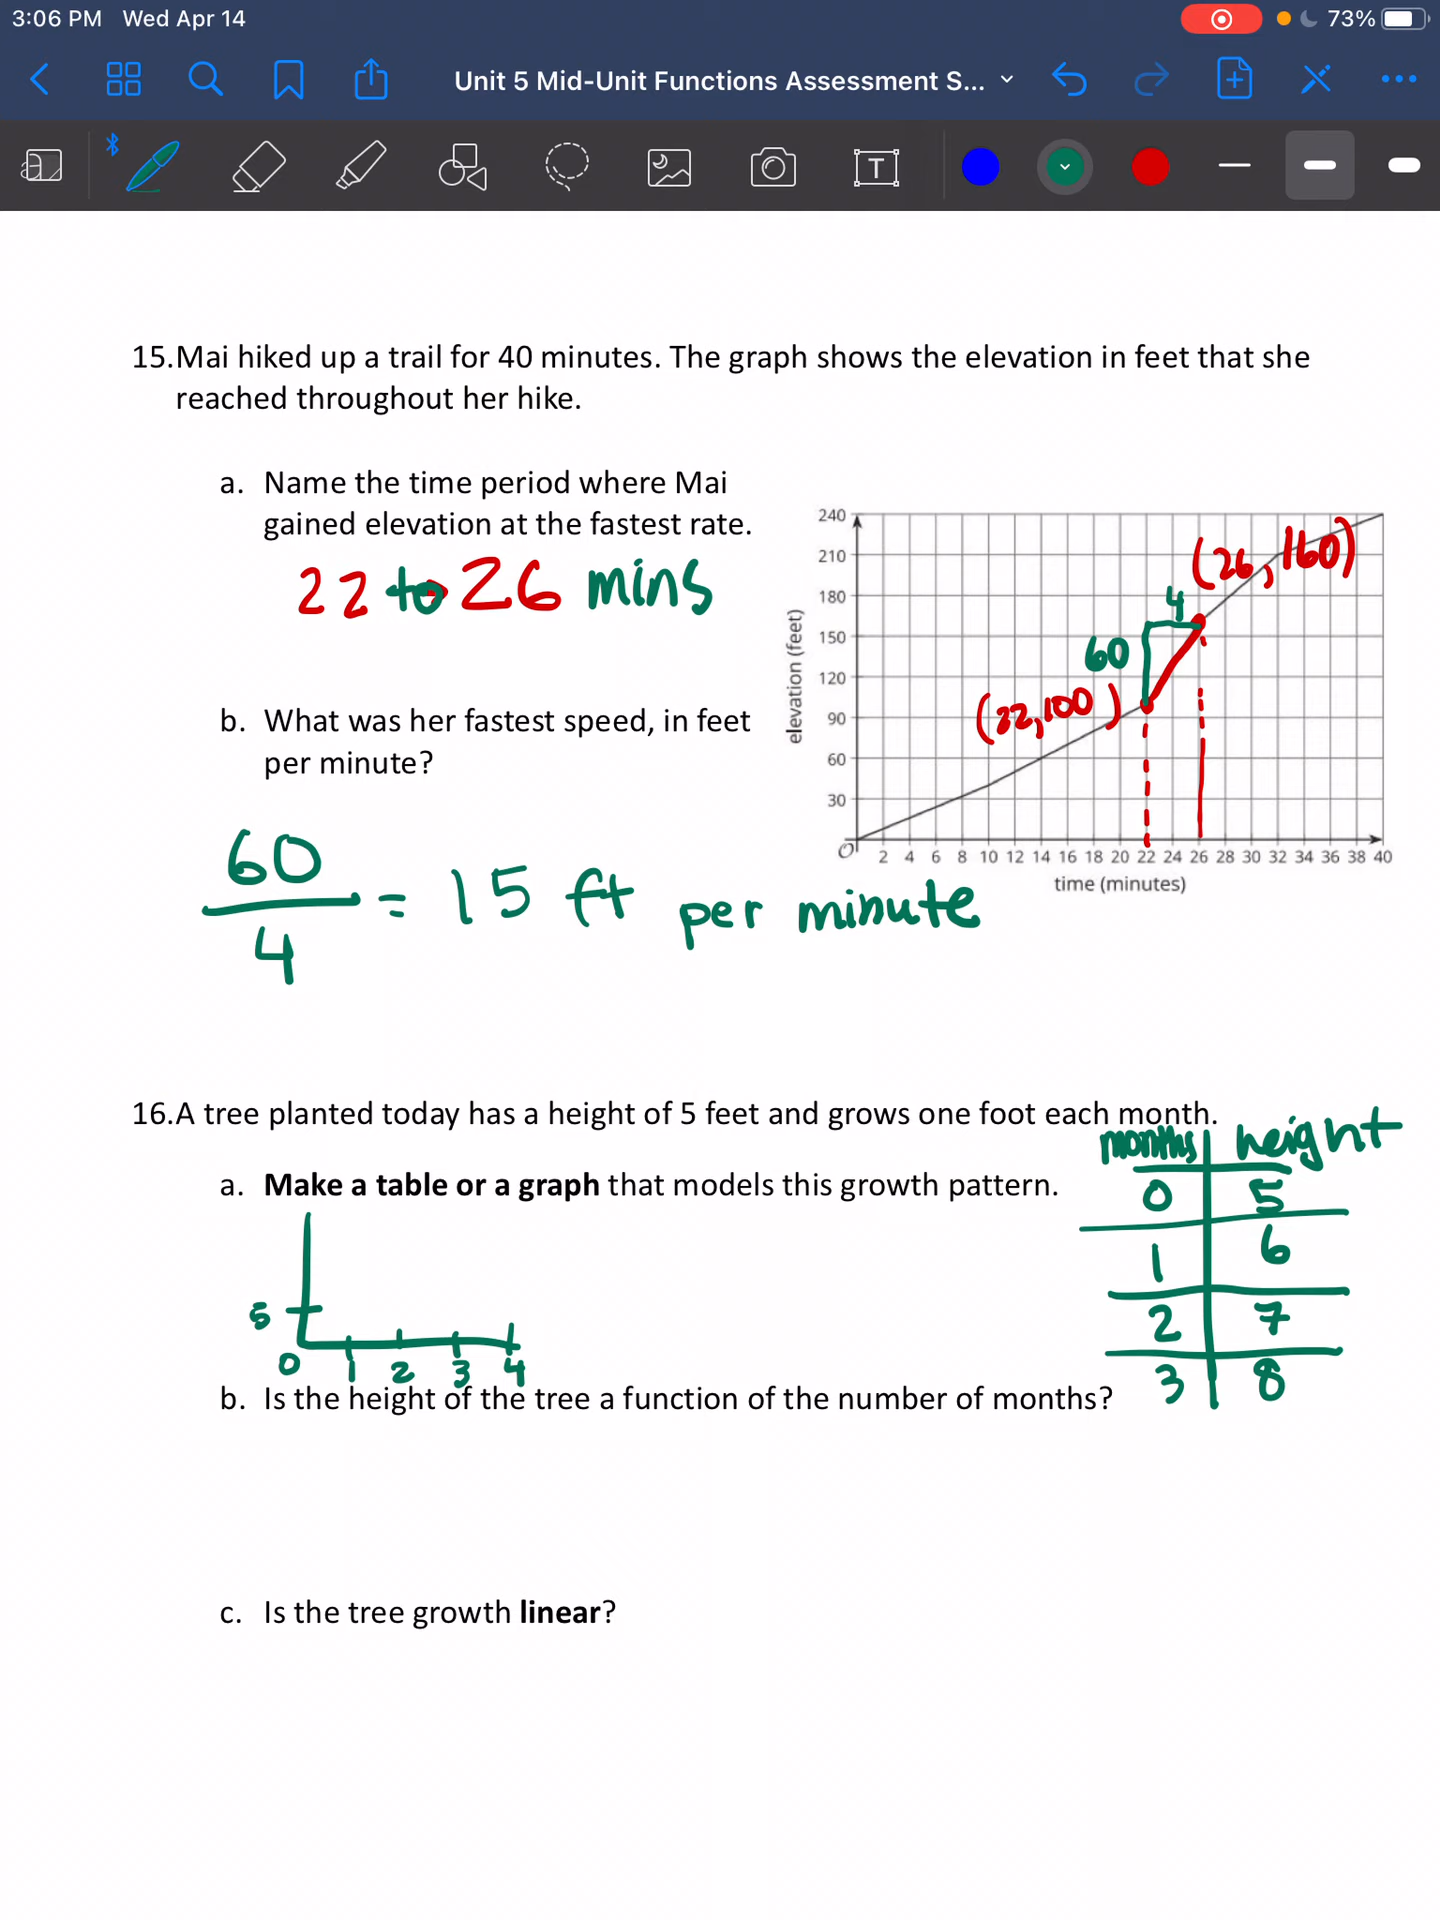 3:06 PM Wed Apr 14
73%
Unit 5 Mid-Unit Functions Assessment S...
a
T
15. Mai hiked up a trail for 40 minutes. The graph shows the elevation in feet that she
reached throughout her hike.
a. Name the time period where Mai
gained elevation at the fastest rate.
22 to 26 mins
b. What was her fastest speed, in feet
per minute?
60
4
= 15 ft per minute
elevation (feet)
240
210
180
150
120
90
60
30
O
2 4 6 8 10 12 14 16 18 20 22 24 26 28 30 32 34 36 38 40
time (minutes)
(26, 160)
4
60
(22, 100)
16. A tree planted today has a height of 5 feet and grows one foot each month.
a. Make a table or a graph that models this growth pattern.
months height
0 5
1 6
2 7
3 8
5
0 1 2 3 4
b. Is the height of the tree a function of the number of months?
c. Is the tree growth linear?